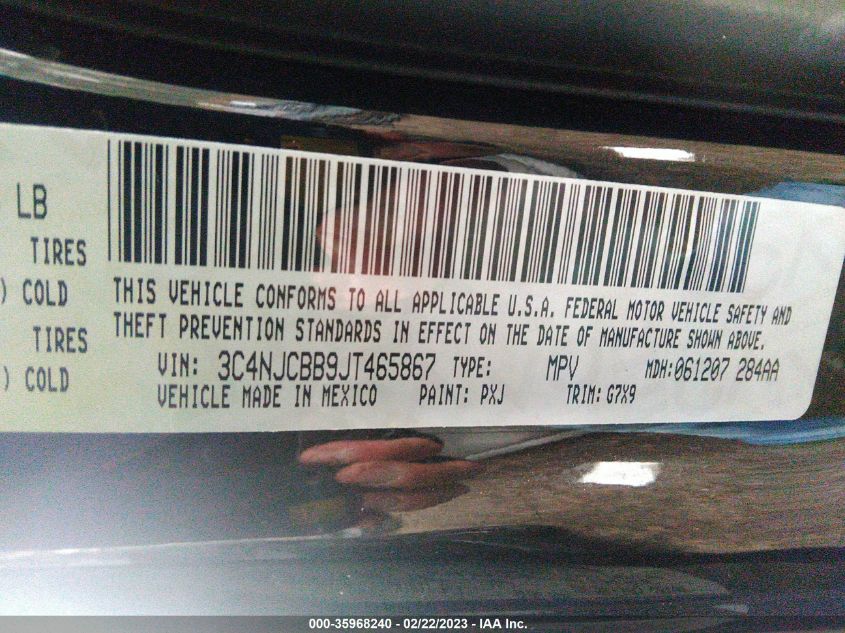 LB
TIRES
) COLD
TIRES
) COLD
THIS VEHICLE CONFORMS TO ALL APPLICABLE U.S.A. FEDERAL MOTOR VEHICLE SAFETY AND
THEFT PREVENTION STANDARDS IN EFFECT ON THE DATE OF MANUFACTURE SHOWN ABOVE.
VIN: 3C4NJCBB9JT465867 TYPE: MPV MDH:061207 284AA
VEHICLE MADE IN MEXICO PAINT: PXJ TRIM: G7X9
000-35968240 - 02/22/2023 - IAA Inc.